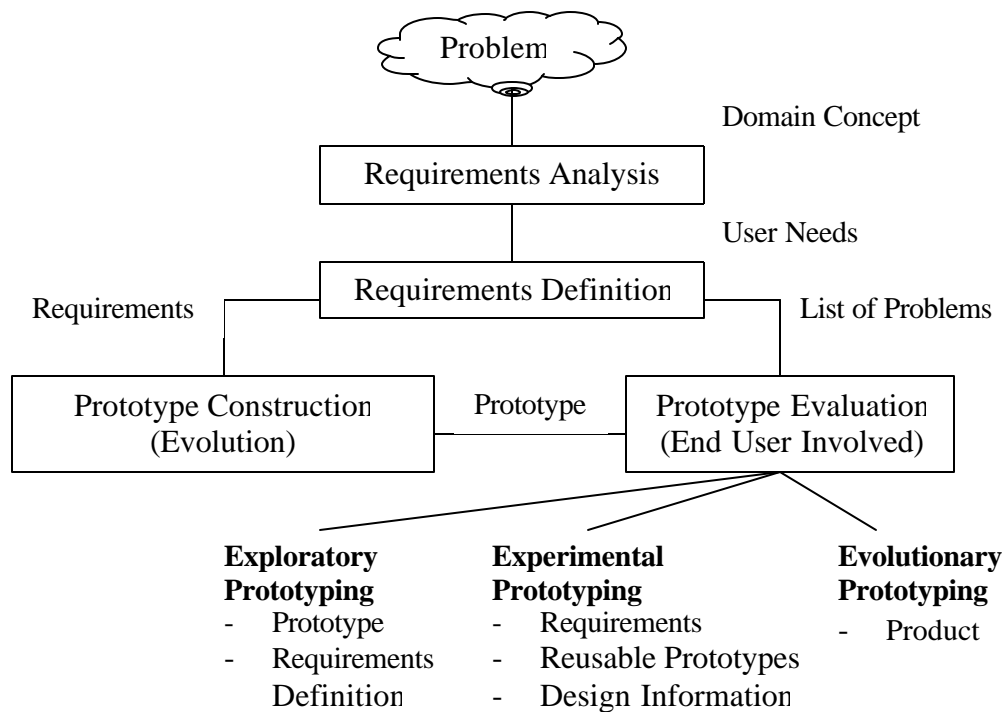 Problem
Domain Concept
Requirements Analysis
User Needs
Requirements Definition
Requirements
List of Problems
Prototype Construction
(Evolution)
Prototype
Prototype Evaluation
(End User Involved)
Exploratory
Prototyping
- Prototype
- Requirements
Definition
Experimental
Prototyping
- Requirements
- Reusable Prototypes
- Design Information
Evolutionary
Prototyping
- Product